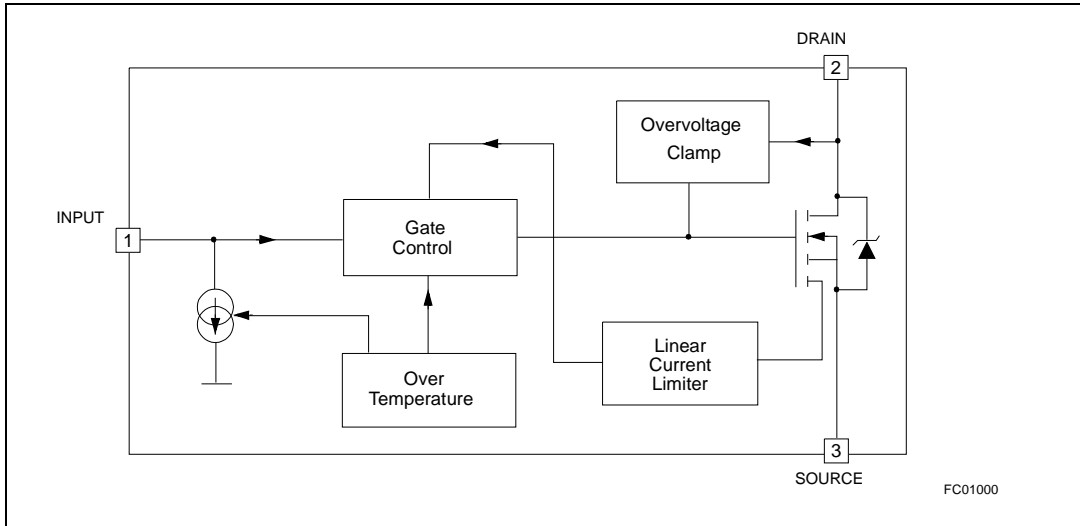 DRAIN
2
Overvoltage
Clamp
INPUT
1
Gate
Control
Linear
Current
Limiter
Over
Temperature
3
SOURCE
FC01000